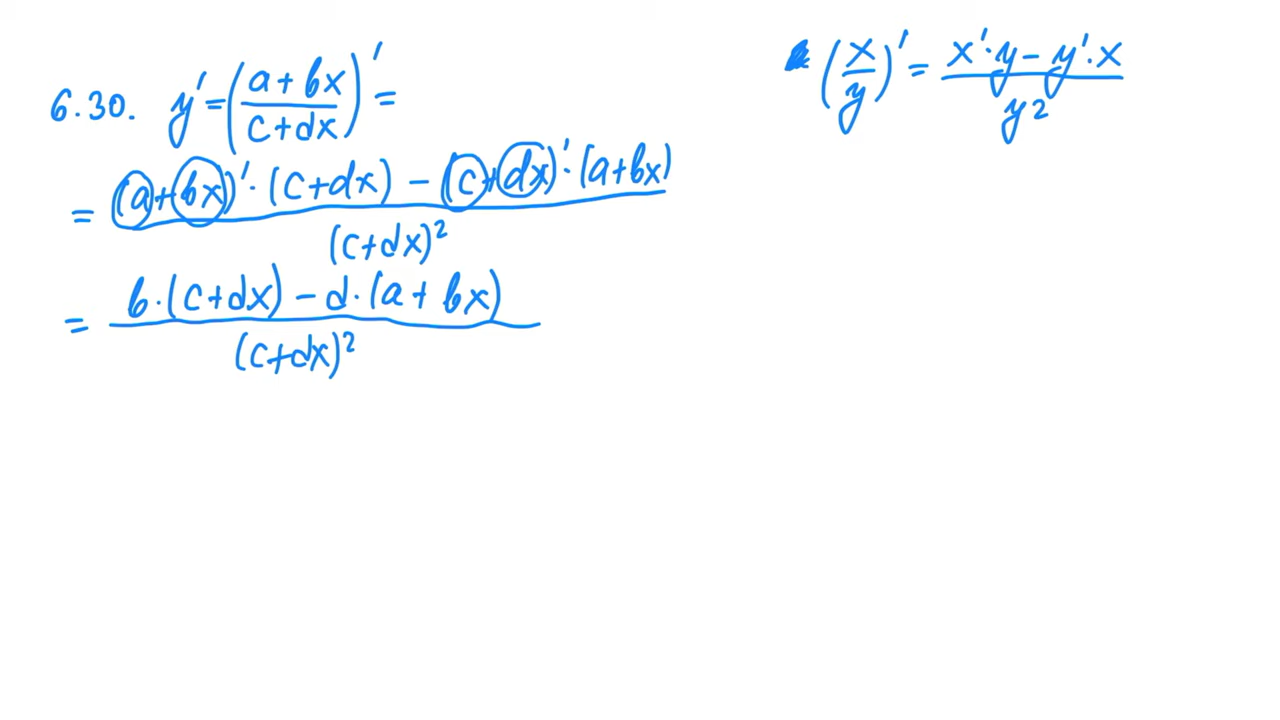 6.30. y' = ((a + bx)/(c + dx))' =
= ((a + bx)' · (c + dx) − (c + dx)' · (a + bx))/(c + dx)²
= (b · (c + dx) − d · (a + bx))/(c + dx)²
(x/y)' = (x' · y − y' · x)/y²